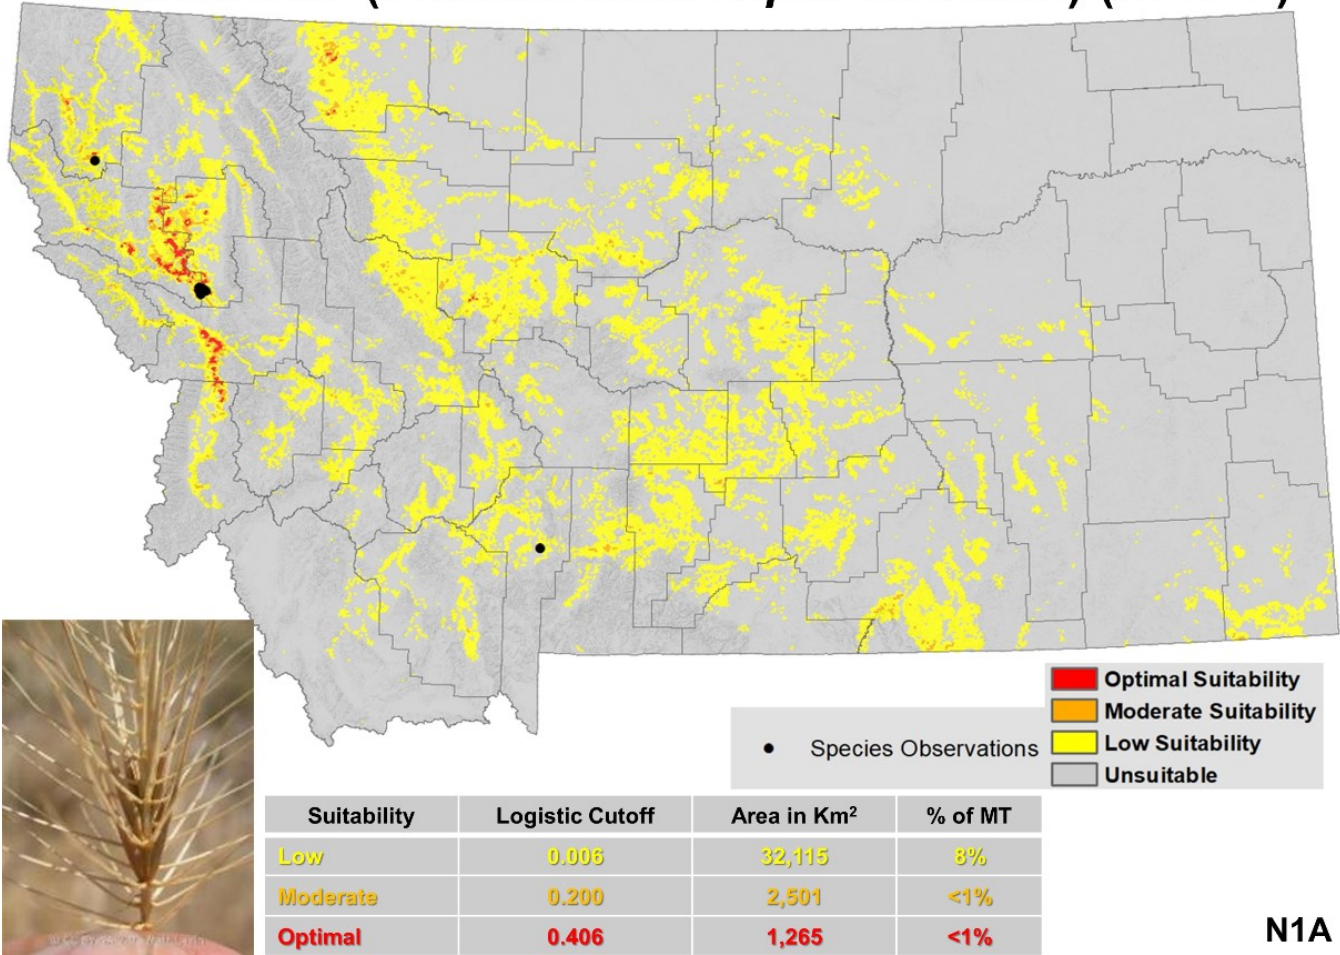 Species Observations
Optimal Suitability
Moderate Suitability
Low Suitability
Unsuitable
Suitability Logistic Cutoff Area in Km² % of MT
Low 0.006 32,115 8%
Moderate 0.200 2,501 <1%
Optimal 0.406 1,265 <1%
N1A